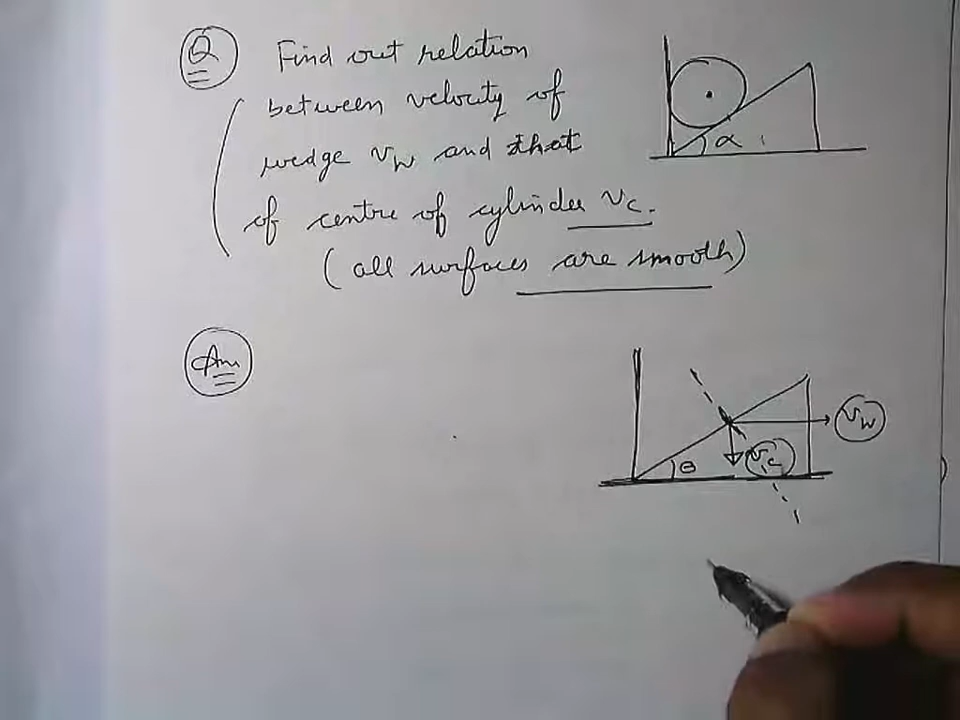 Q Find out relation
between velocity of
wedge v_w and that
of centre of cylinder v_c.
(all surfaces are smooth)
α
Ans
v_w
θ
v_c